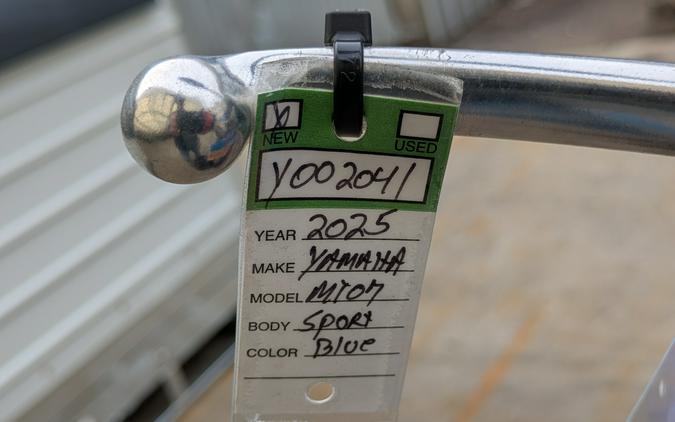 X
NEW USED
Y002041
YEAR 2025
MAKE YAMAHA
MODEL MT07
BODY SPORT
COLOR Blue